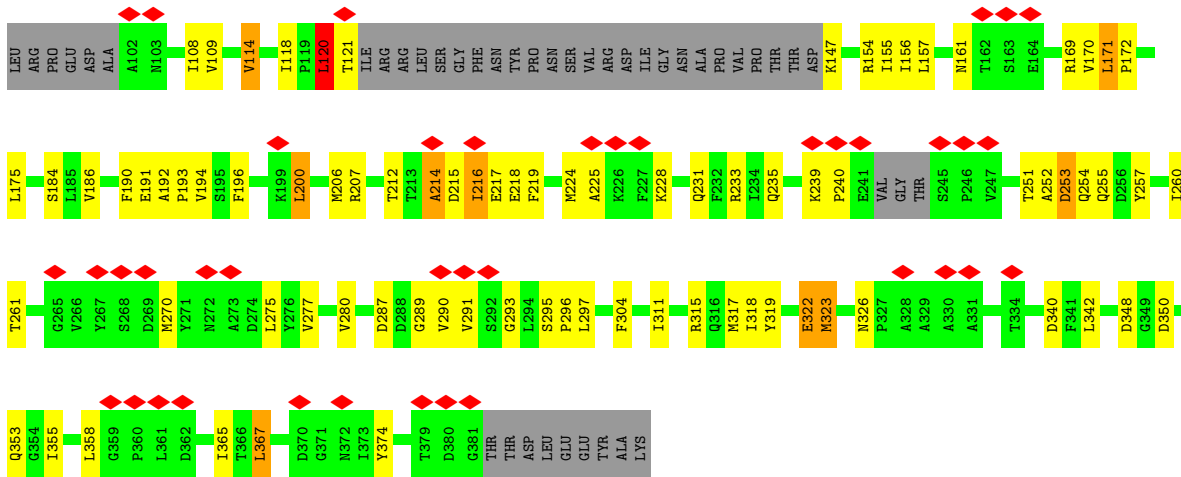 LEU ARG PRO GLU ASP ALA A102 N103 I108 V109 V114 I118 P119 L120 T121 ILE ARG ARG LEU SER GLY PHE ASN TYR PRO ASN SER VAL ARG ASP ILE GLY ASN ALA PRO VAL PRO THR THR ASP K147 R154 I155 I156 L157 N161 T162 S163 E164 R169 V170 L171 P172
L175 S184 L185 V186 F190 E191 A192 P193 V194 S195 F196 K199 L200 M206 R207 T212 T213 A214 D215 I216 E217 E218 F219 M224 A225 K226 F227 K228 Q231 F232 R233 I234 Q235 K239 P240 E241 VAL GLY THR S245 P246 V247 T251 A252 D253 Q254 Q255 D256 Y257 I260
T261 G265 V266 Y267 S268 D269 M270 Y271 N272 A273 D274 L275 Y276 V277 V280 D287 D288 G289 V290 V291 S292 G293 L294 S295 P296 L297 F304 I311 R315 Q316 M317 I318 Y319 E322 M323 N326 P327 A328 A329 A330 A331 T334 D340 F341 L342 D348 G349 D350
Q353 G354 I355 L358 G359 P360 L361 D362 I365 T366 L367 D370 G371 N372 I373 Y374 T379 D380 G381 THR THR ASP LEU GLU GLU TYR ALA LYS